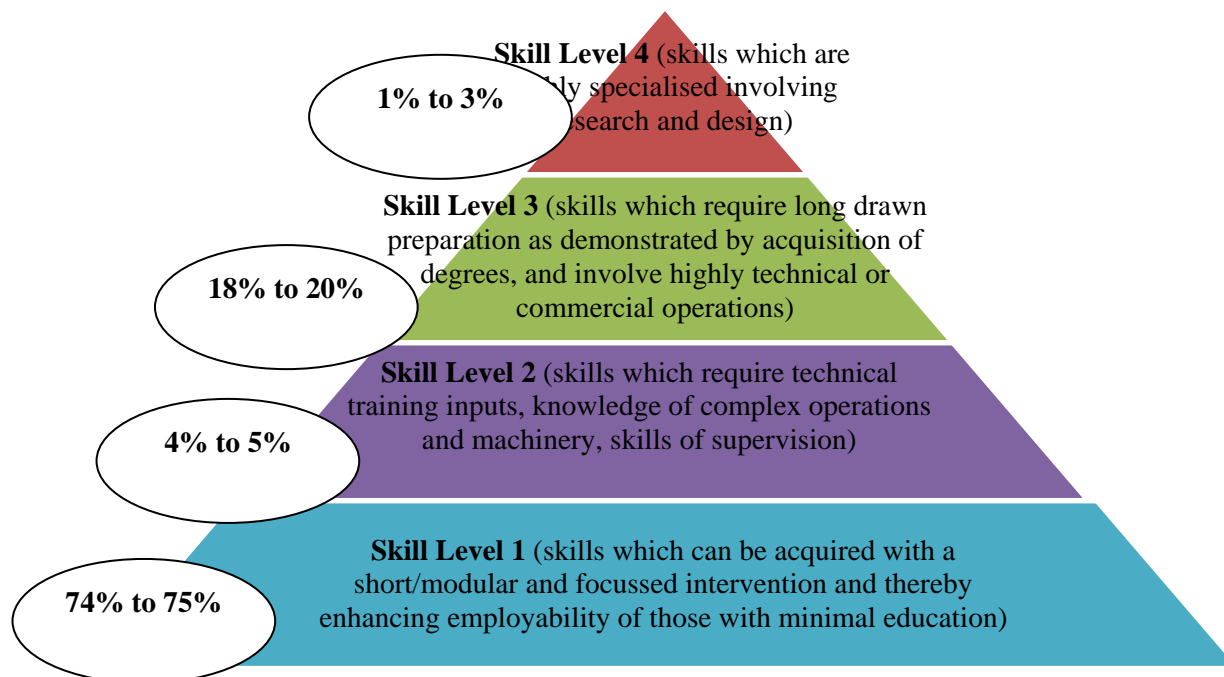 Skill Level 4 (skills which are
specialised involving
and design)
1% to 3%
Skill Level 3 (skills which require long drawn
preparation as demonstrated by acquisition of
degrees, and involve highly technical or
commercial operations)
18% to 20%
Skill Level 2 (skills which require technical
training inputs, knowledge of complex operations
and machinery, skills of supervision)
4% to 5%
Skill Level 1 (skills which can be acquired with a
short/modular and focussed intervention and thereby
enhancing employability of those with minimal education)
74% to 75%